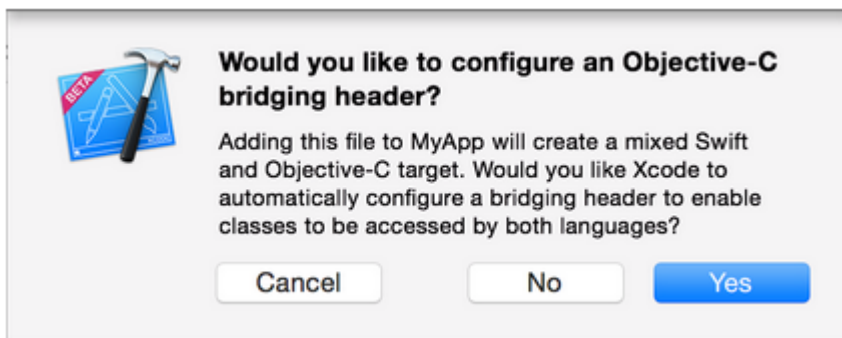 BETA
Would you like to configure an Objective-C
bridging header?
Adding this file to MyApp will create a mixed Swift
and Objective-C target. Would you like Xcode to
automatically configure a bridging header to enable
classes to be accessed by both languages?
Cancel No Yes